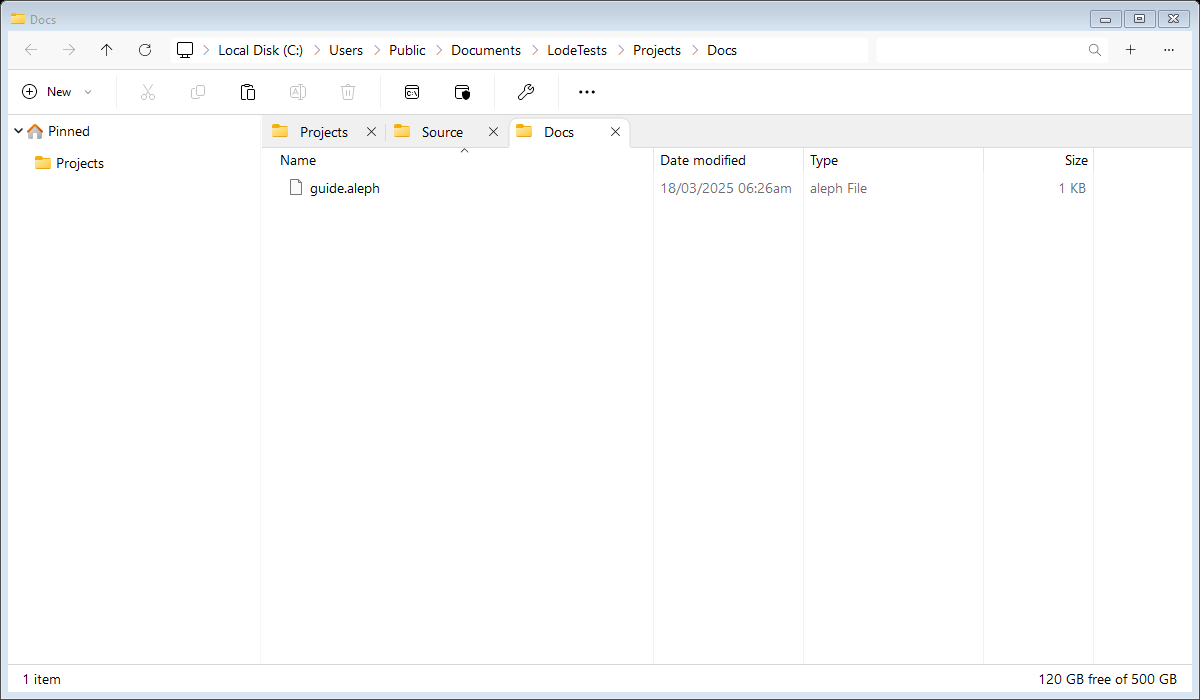 Docs
Local Disk (C:) Users Public Documents LodeTests Projects Docs
New
Pinned
Projects
Projects Source Docs
Name Date modified Type Size
guide.aleph 18/03/2025 06:26am aleph File 1 KB
1 item 120 GB free of 500 GB